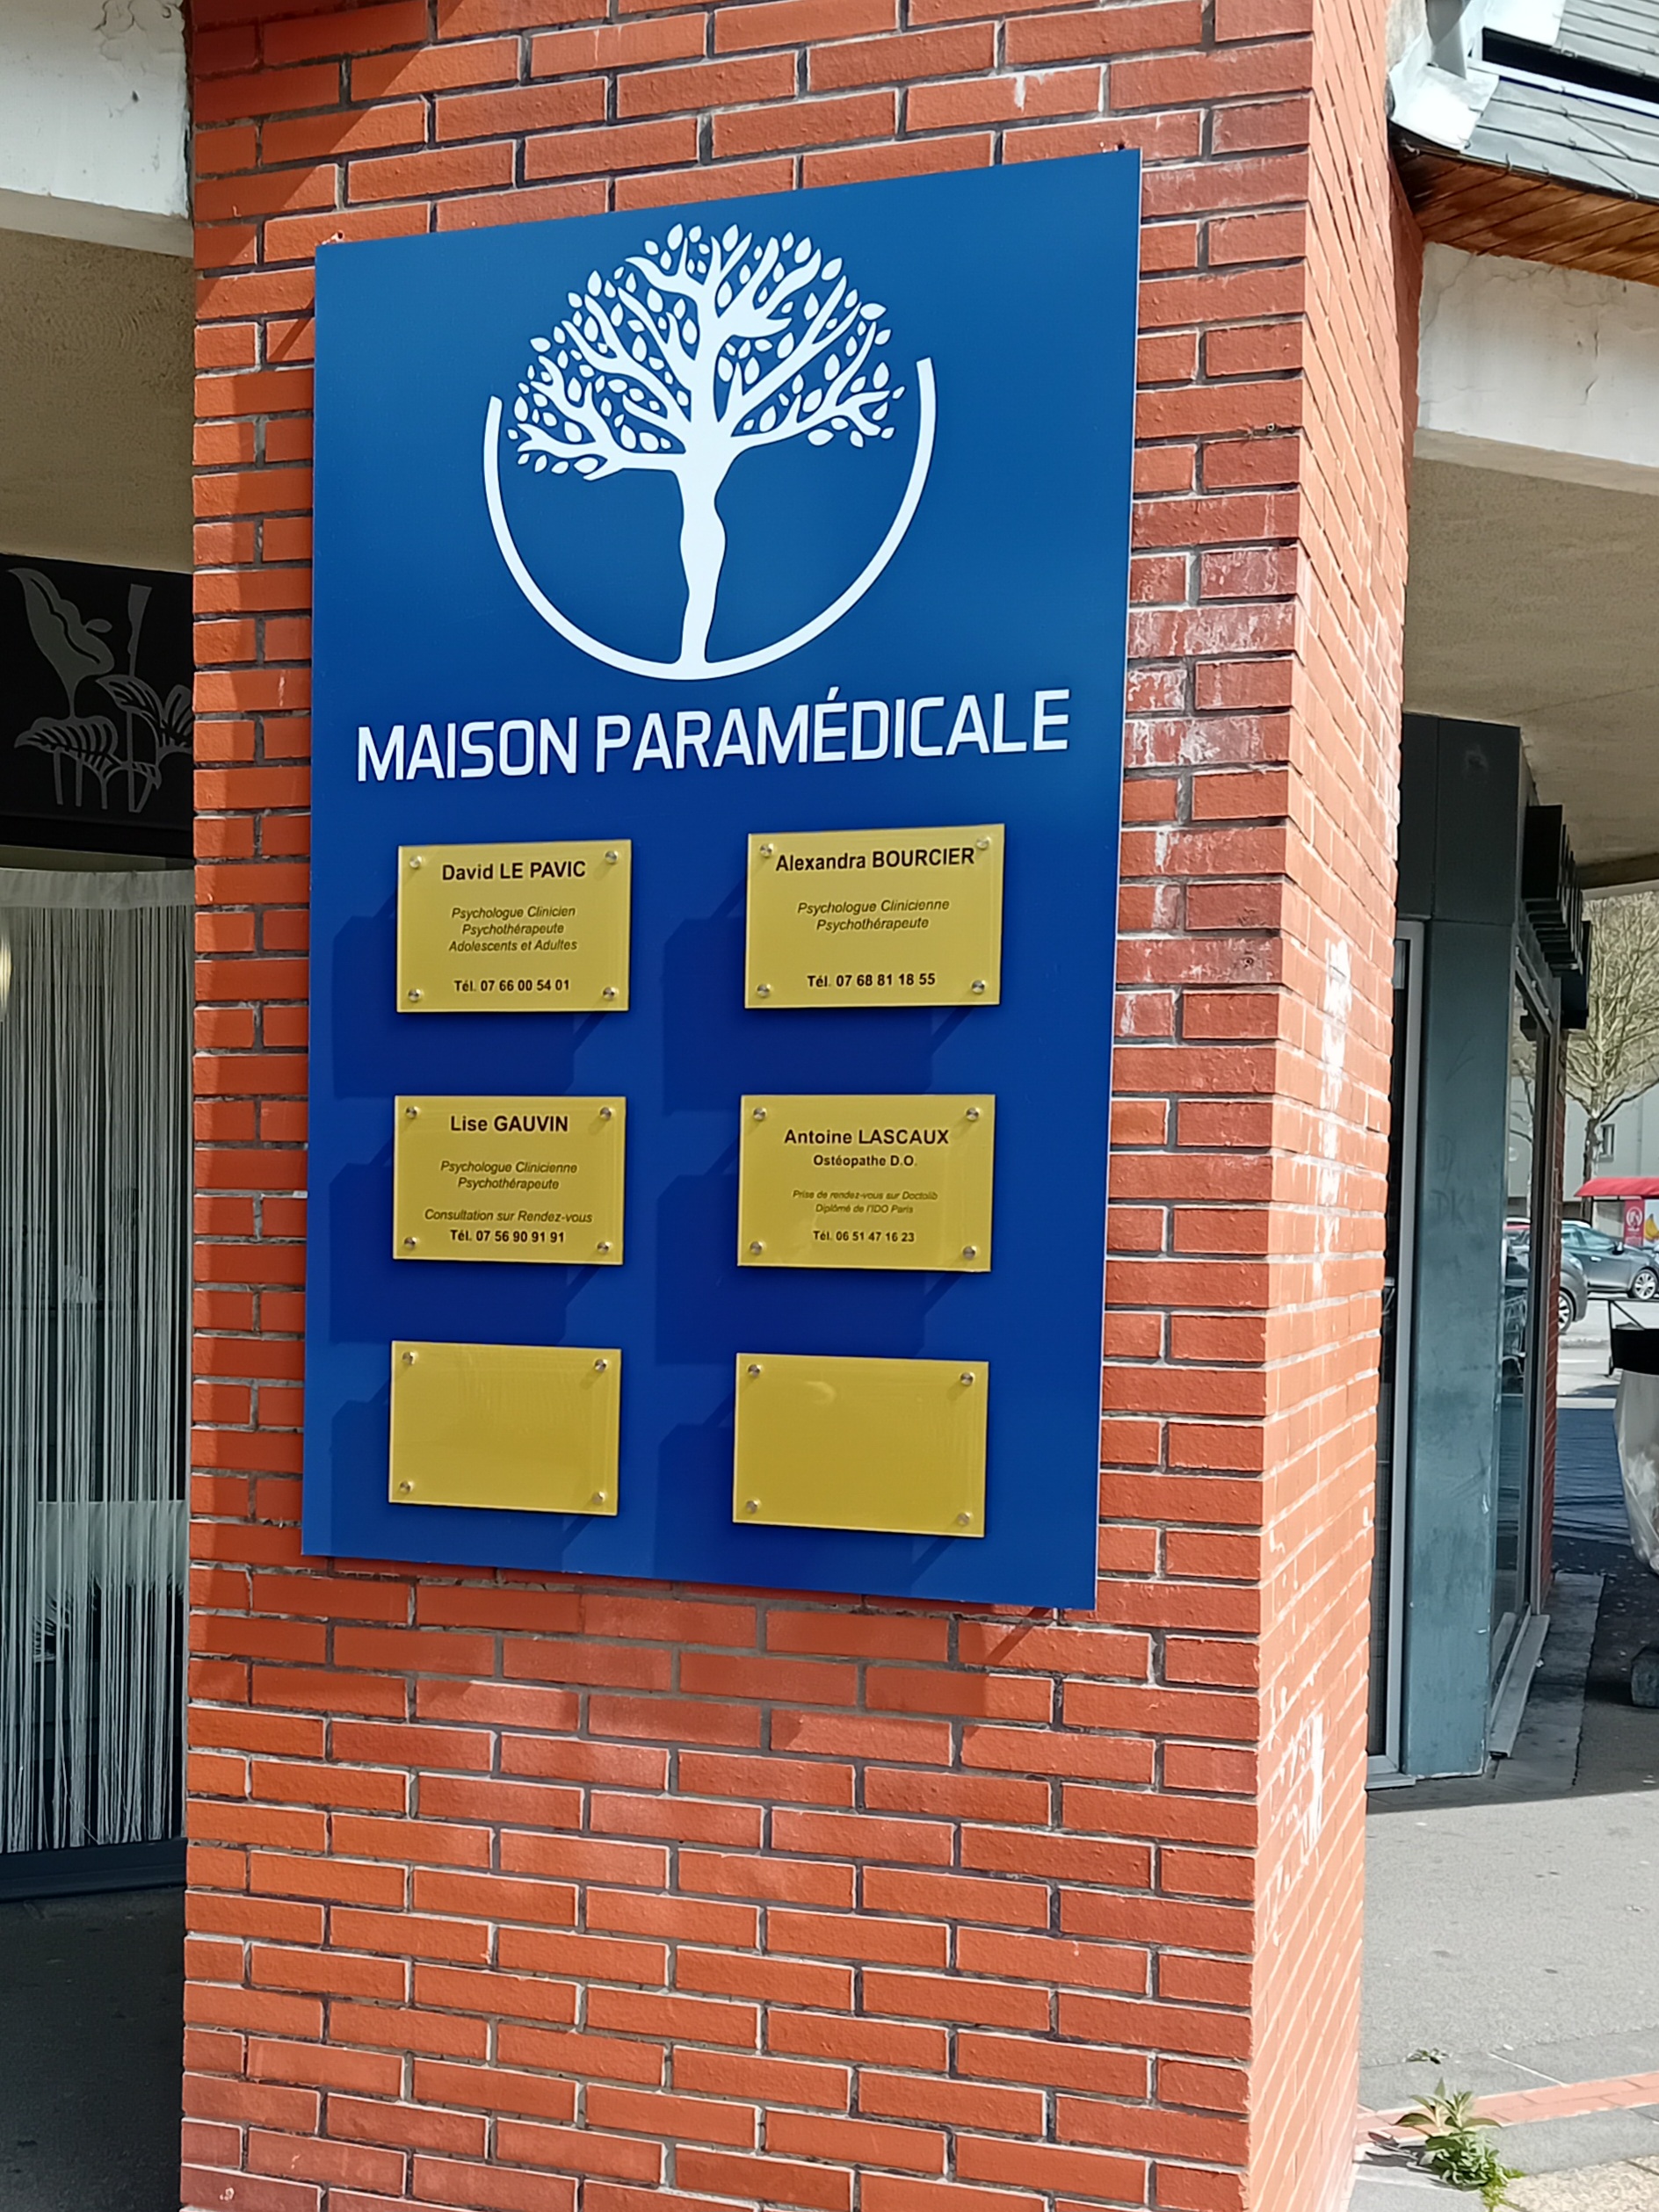 MAISON PARAMÉDICALE
David LE PAVIC
Psychologue Clinicien
Psychothérapeute
Adolescents et Adultes
Tél. 07 66 00 54 01
Alexandra BOURCIER
Psychologue Clinicienne
Psychothérapeute
Tél. 07 68 81 18 55
Lise GAUVIN
Psychologue Clinicienne
Psychothérapeute
Consultation sur Rendez-vous
Tél. 07 56 90 91 91
Antoine LASCAUX
Ostéopathe D.O.
Prise de rendez-vous sur Doctolib
Diplômé de l'IDO Paris
Tél. 06 51 47 16 23